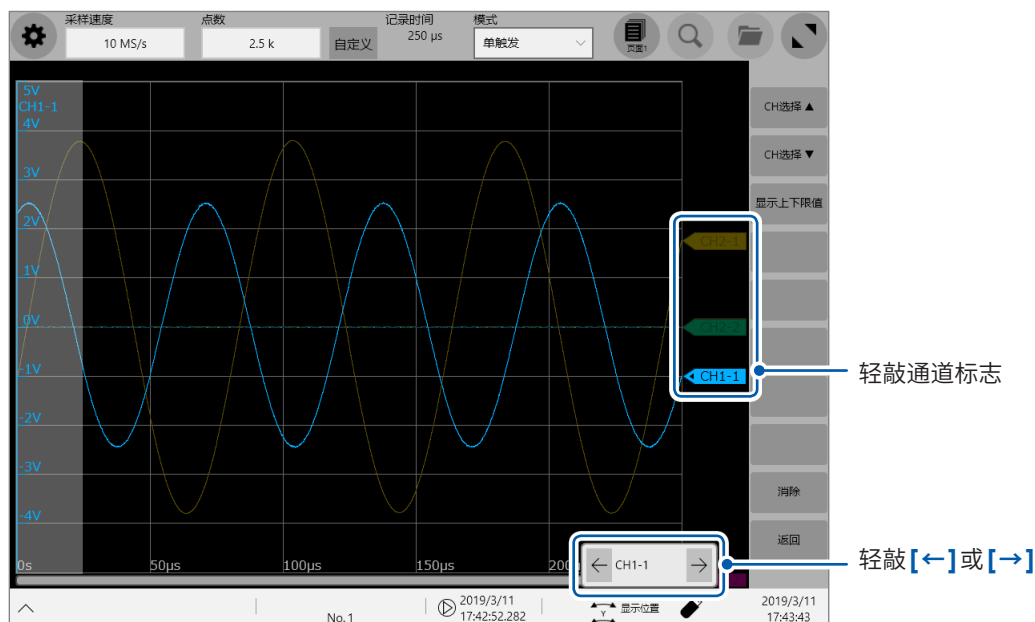 采样速度 点数 记录时间 模式
10 MS/s 2.5 k 自定义 250 μs 单触发 页面1
5V
CH1-1
4V
3V
2V
1V
0V
-1V
-2V
-3V
-4V
0s 50μs 100μs 150μs 200
CH2-1
CH2-2
CH1-1
CH选择▲
CH选择▼
显示上下限值
消除
返回
← CH1-1 →
轻敲通道标志
轻敲[←]或[→]
No. 1
2019/3/11
17:42:52.282
Y 显示位置
2019/3/11
17:43:43